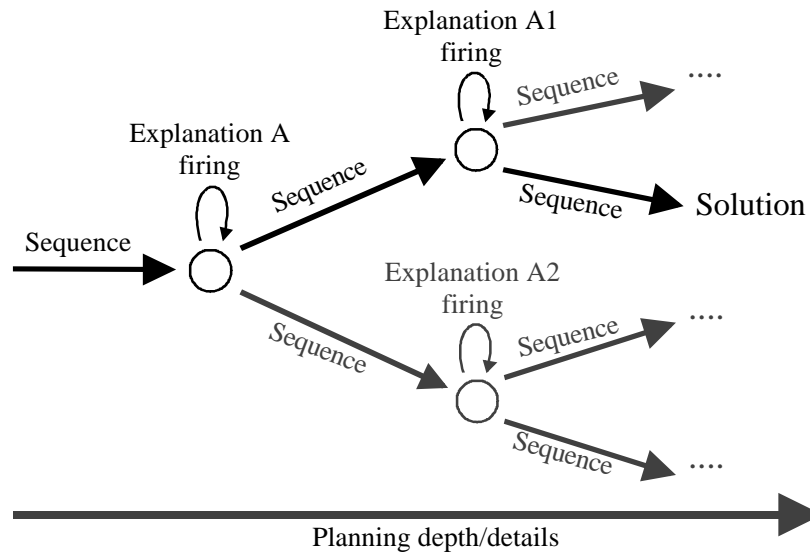 Explanation A1
firing
Sequence
....
Explanation A
firing
Sequence
Sequence
Solution
Sequence
Explanation A2
firing
Sequence
Sequence
....
Sequence
....
Planning depth/details